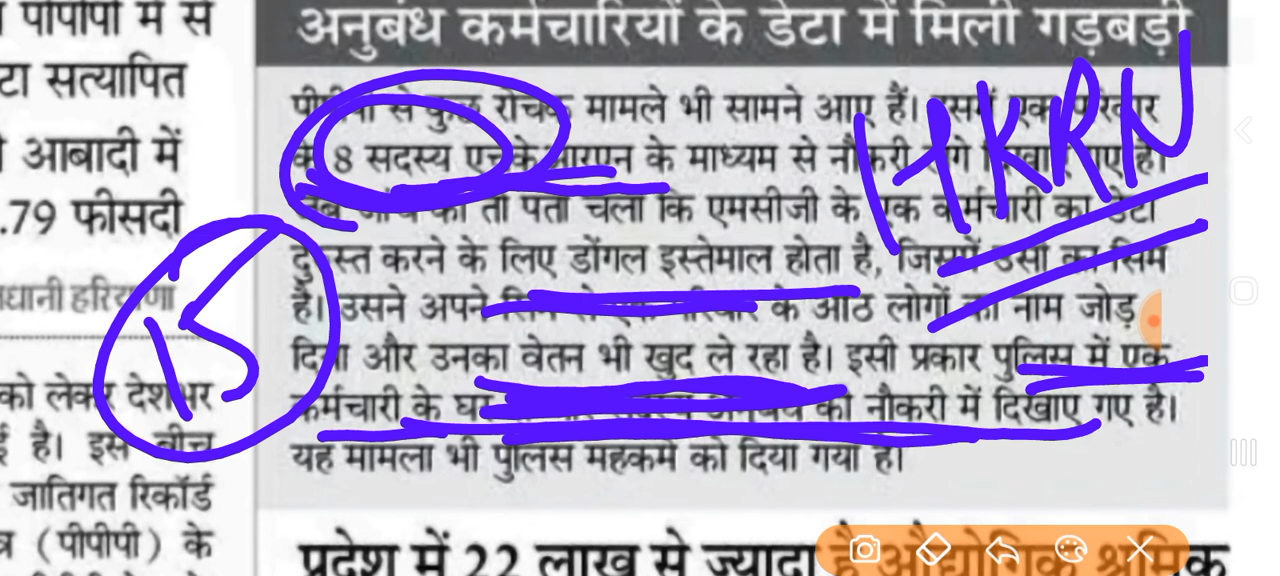 पीपीपी में से
टा सत्यापित
आबादी में
.79 फीसदी
धानी हरियाणा
को लेकर देशभर
ई है। इस बीच
जातिगत रिकॉर्ड
त्र (पीपीपी) के
अनुबंध कर्मचारियों के डेटा में मिली गड़बड़ी
पीपीपी से कुछ रोचक मामले भी सामने आए हैं। इसमें एक परिवार
के 8 सदस्य एचकेआरएन के माध्यम से नौकरी लगे दिखाए गए हैं।
जब जांच की तो पता चला कि एमसीजी के एक कर्मचारी का डेटा
दुरुस्त करने के लिए डोंगल इस्तेमाल होता है, जिसमें उसी का सिम
है। उसने अपने सिम से एक परिवार के आठ लोगों का नाम जोड़
दिया और उनका वेतन भी खुद ले रहा है। इसी प्रकार पुलिस में एक
कर्मचारी के घर के सदस्य अनुबंध की नौकरी में दिखाए गए है।
यह मामला भी पुलिस महकमे को दिया गया है।
HKRN
15
प्रदेश में 22 लाख से ज्यादा है औद्योगिक श्रमिक